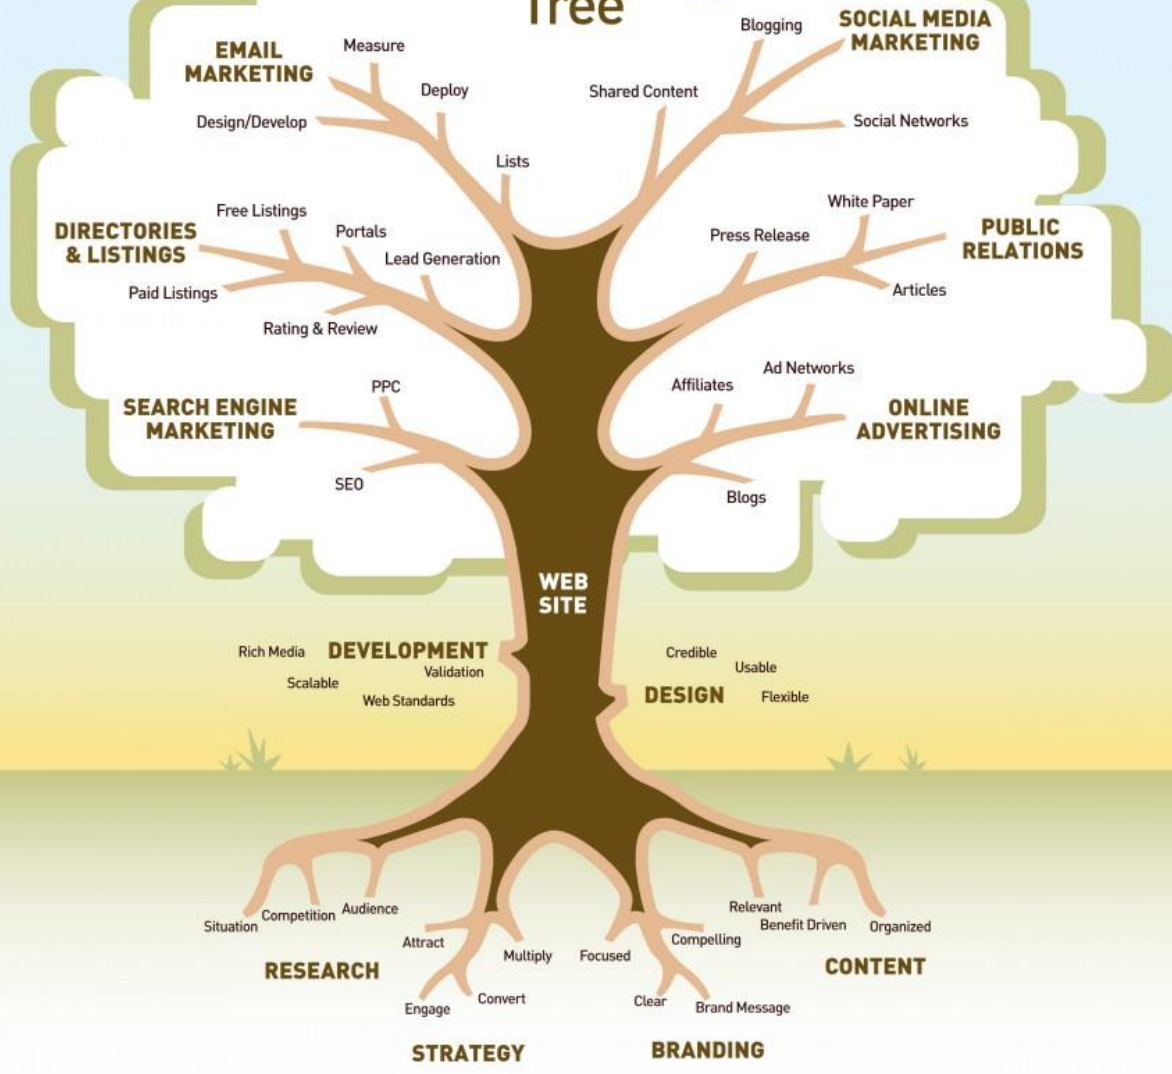 Tree
EMAIL
MARKETING
Measure
Deploy
Design/Develop
Lists
Blogging
SOCIAL MEDIA
MARKETING
Shared Content
Social Networks
DIRECTORIES
& LISTINGS
Free Listings
Portals
Lead Generation
Paid Listings
Rating & Review
White Paper
Press Release
PUBLIC
RELATIONS
Articles
SEARCH ENGINE
MARKETING
PPC
SEO
Affiliates
Ad Networks
ONLINE
ADVERTISING
Blogs
WEB
SITE
Rich Media
DEVELOPMENT
Validation
Scalable
Web Standards
Credible
Usable
DESIGN
Flexible
Situation
Competition
Audience
RESEARCH
Attract
Multiply
Engage
Convert
STRATEGY
Focused
Compelling
Clear
Brand Message
BRANDING
Relevant
Benefit Driven
Organized
CONTENT